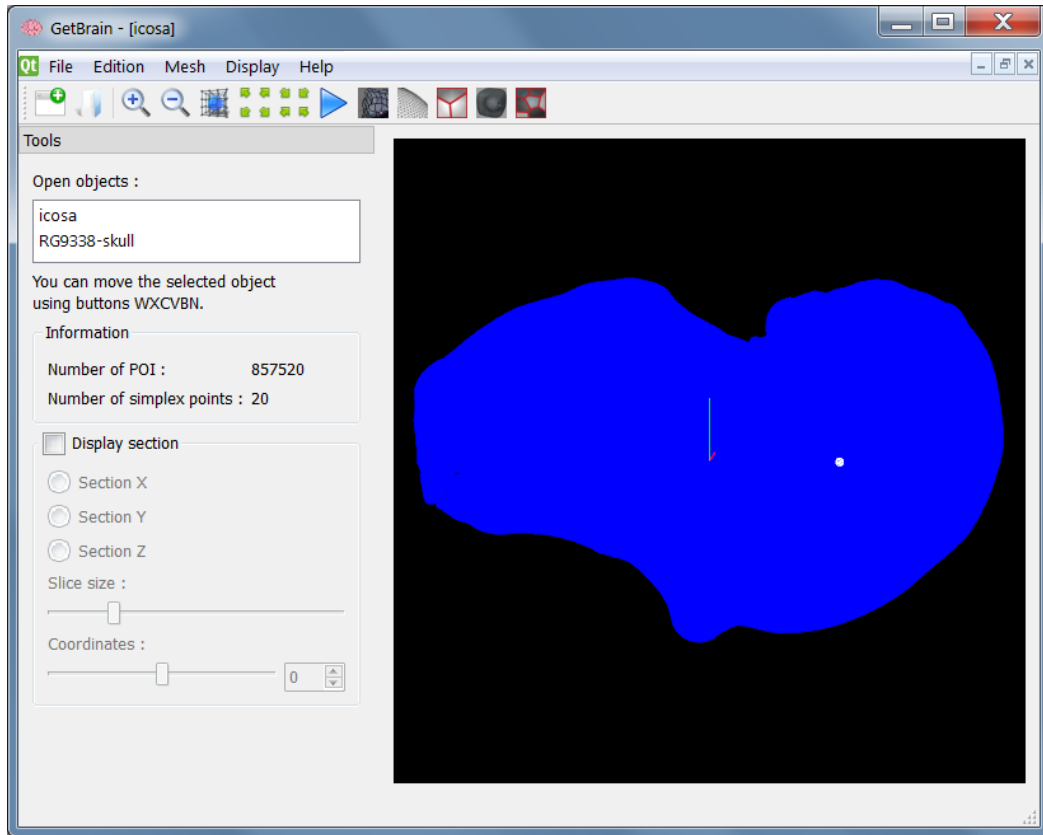 GetBrain - [icosa]
Qt File Edition Mesh Display Help
Tools
Open objects :
icosa
RG9338-skull
You can move the selected object
using buttons WXCVBN.
Information
Number of POI : 857520
Number of simplex points : 20
Display section
Section X
Section Y
Section Z
Slice size :
Coordinates :
0